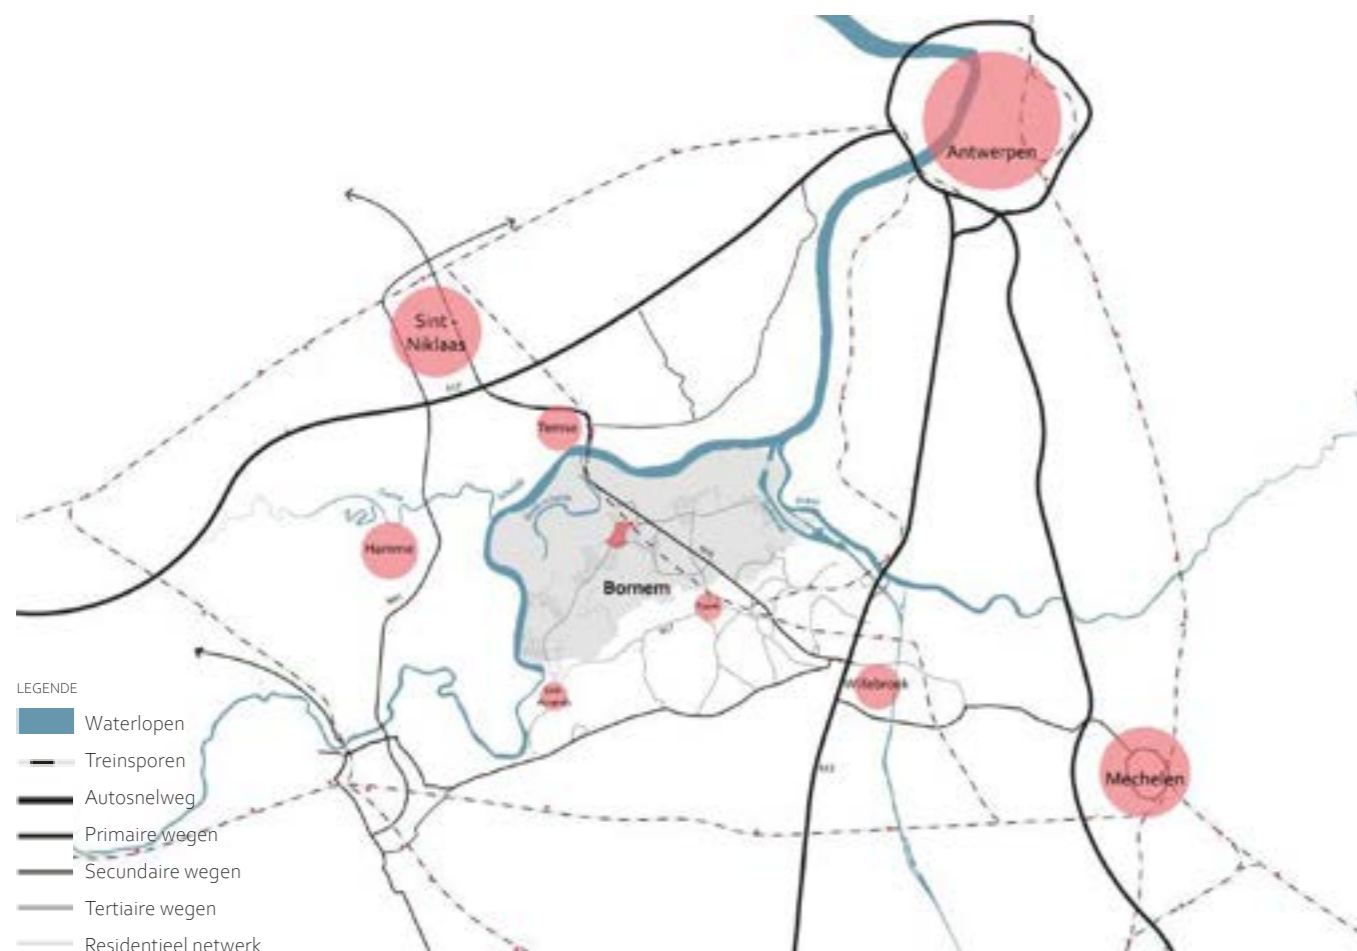 Antwerpen
Sint -
Niklaas
Temse
Hamme
Bornem
Willebroek
Mechelen
LEGENDE
Waterlopen
Treinsporen
Autosnelweg
Primaire wegen
Secundaire wegen
Tertiaire wegen
Residentieel netwerk